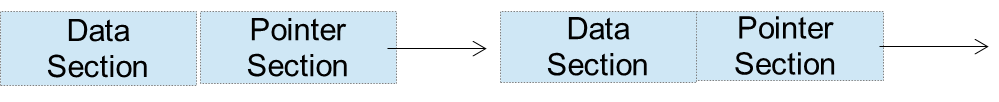 Data
Section
Pointer
Section
Data
Section
Pointer
Section